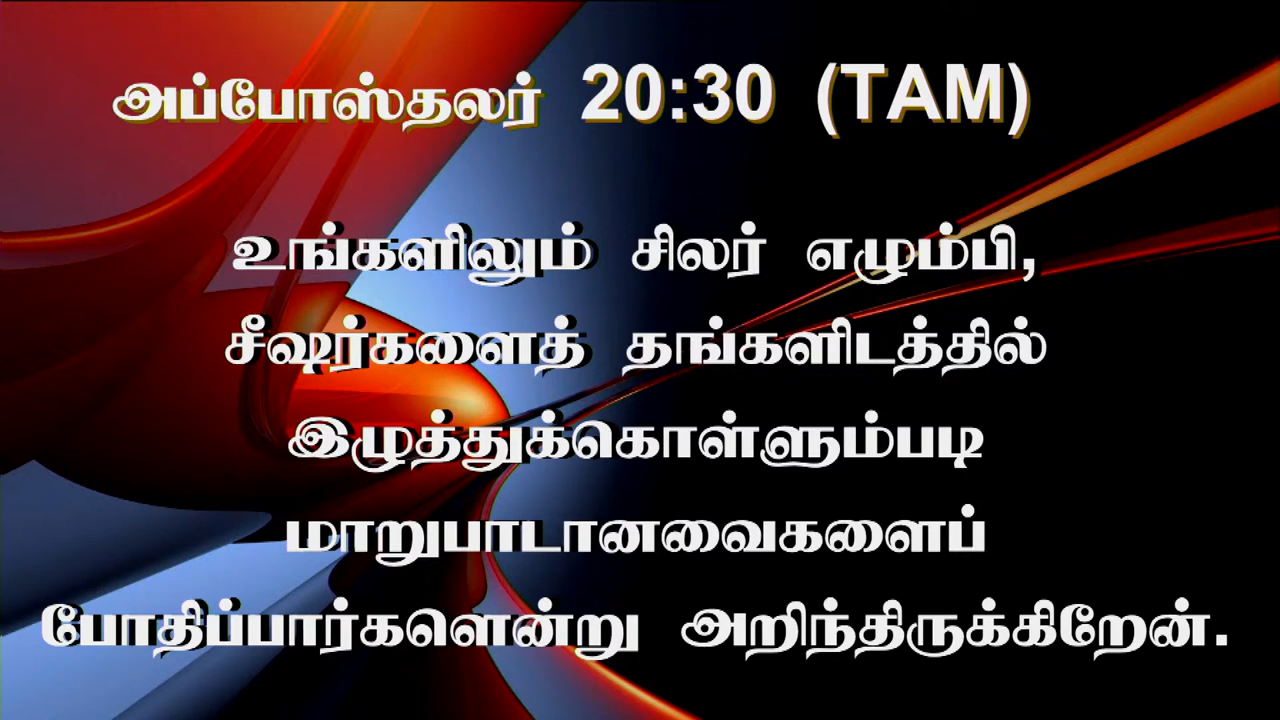 அப்போஸ்தலர் 20:30 (TAM)
உங்களிலும் சிலர் எழும்பி,
சீஷர்களைத் தங்களிடத்தில்
இழுத்துக்கொள்ளும்படி
மாறுபாடானவைகளைப்
போதிப்பார்களென்று அறிந்திருக்கிறேன்.